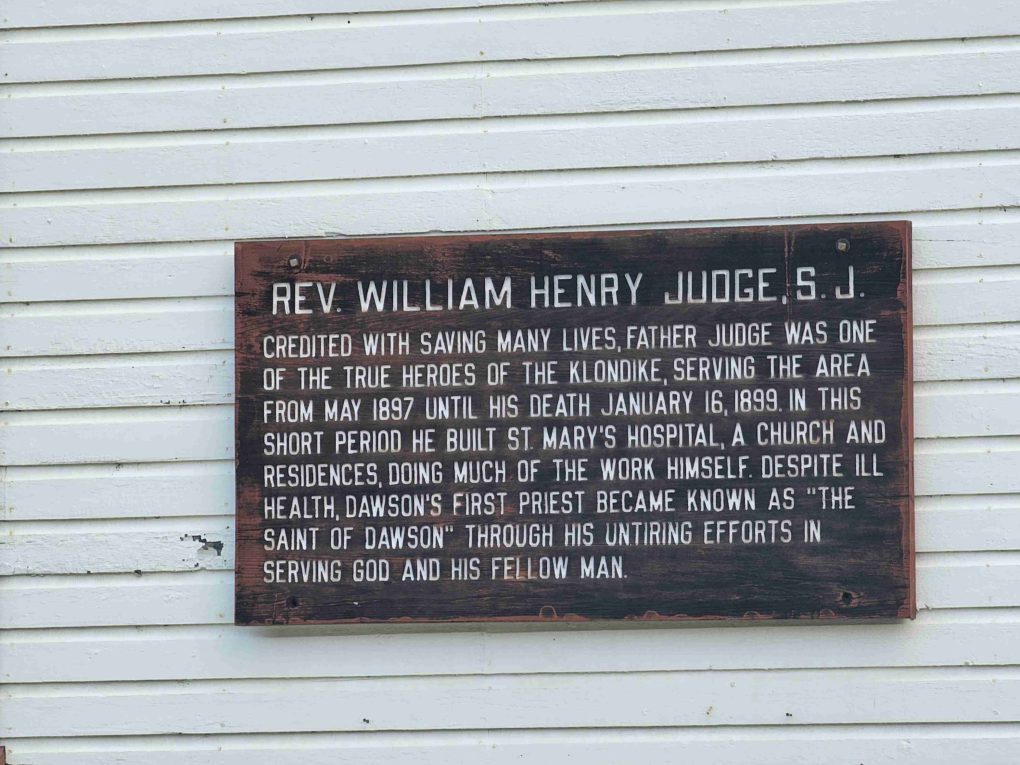 REV. WILLIAM HENRY JUDGE, S. J.
CREDITED WITH SAVING MANY LIVES, FATHER JUDGE WAS ONE
OF THE TRUE HEROES OF THE KLONDIKE, SERVING THE AREA
FROM MAY 1897 UNTIL HIS DEATH JANUARY 16, 1899. IN THIS
SHORT PERIOD HE BUILT ST. MARY'S HOSPITAL, A CHURCH AND
RESIDENCES, DOING MUCH OF THE WORK HIMSELF. DESPITE ILL
HEALTH, DAWSON'S FIRST PRIEST BECAME KNOWN AS "THE
SAINT OF DAWSON" THROUGH HIS UNTIRING EFFORTS IN
SERVING GOD AND HIS FELLOW MAN.